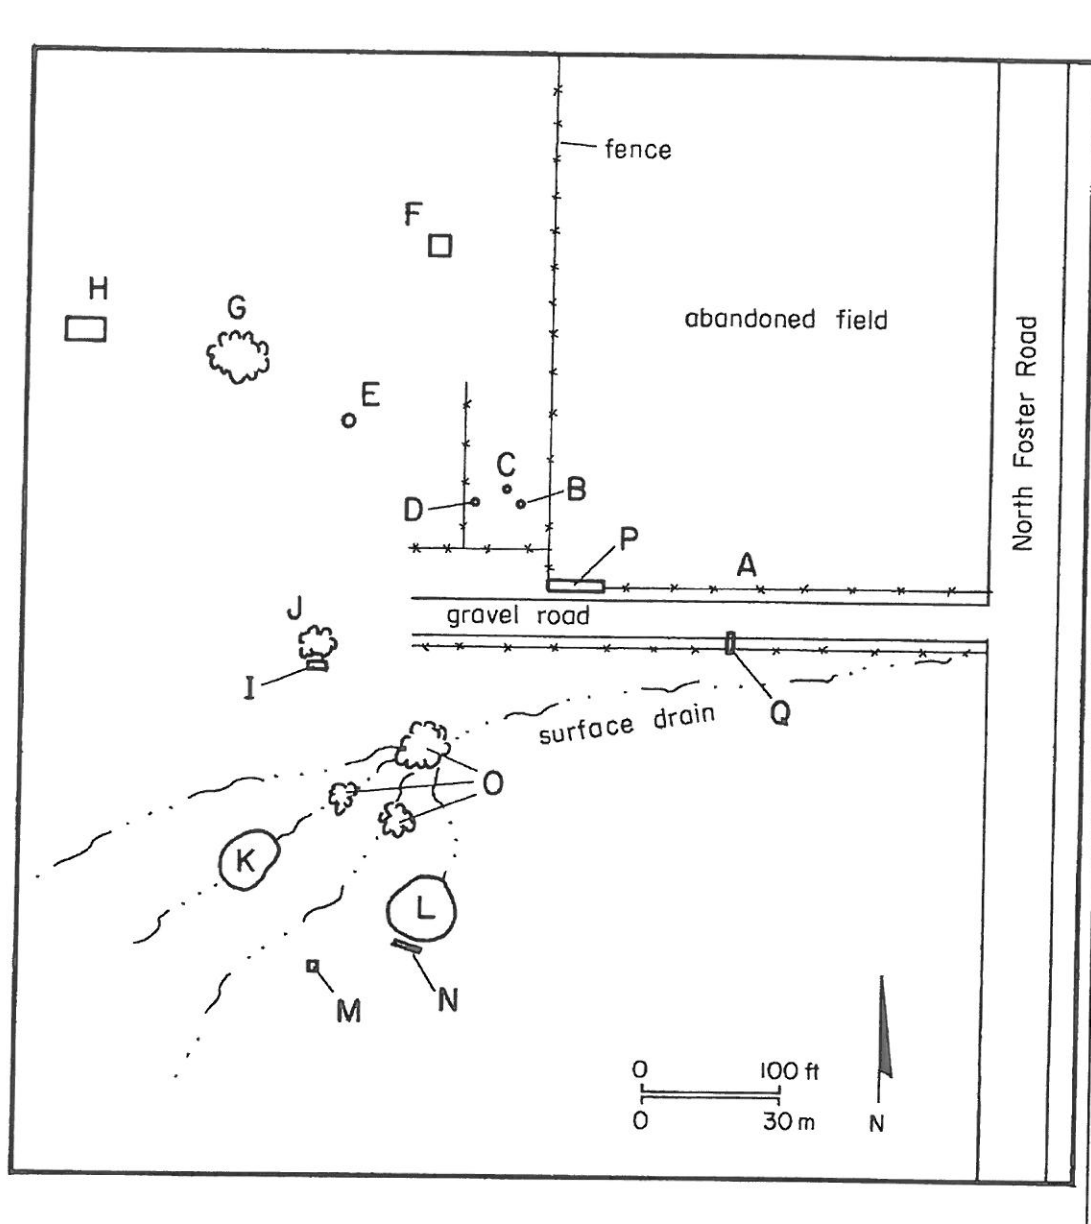 fence
F
H
G
abandoned field
North Foster Road
E
C
B
D
P
A
gravel road
J
I
Q
surface drain
O
K
L
M
N
0 100 ft
0 30 m
N